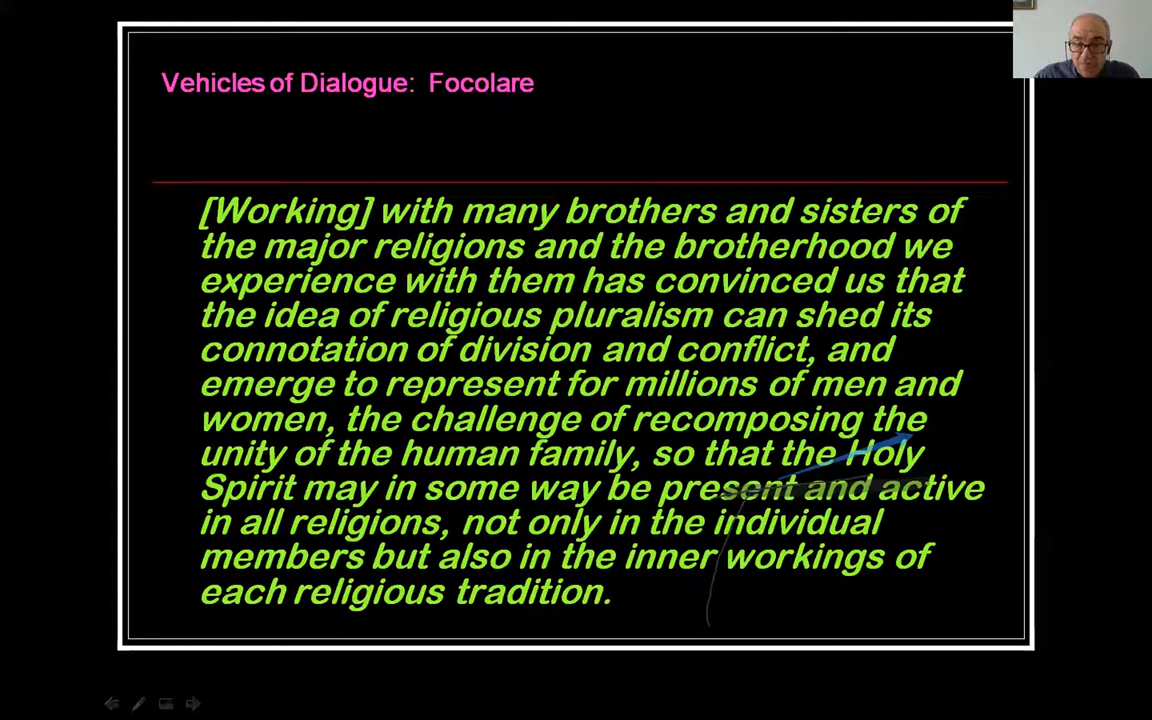 Vehicles of Dialogue: Focolare
[Working] with many brothers and sisters of
the major religions and the brotherhood we
experience with them has convinced us that
the idea of religious pluralism can shed its
connotation of division and conflict, and
emerge to represent for millions of men and
women, the challenge of recomposing the
unity of the human family, so that the Holy
Spirit may in some way be present and active
in all religions, not only in the individual
members but also in the inner workings of
each religious tradition.